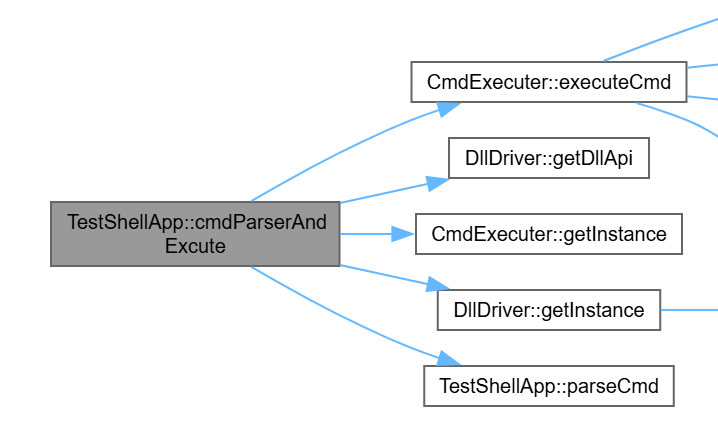 CmdExecuter::executeCmd
DllDriver::getDllApi
TestShellApp::cmdParserAnd
Excute
CmdExecuter::getInstance
DllDriver::getInstance
TestShellApp::parseCmd